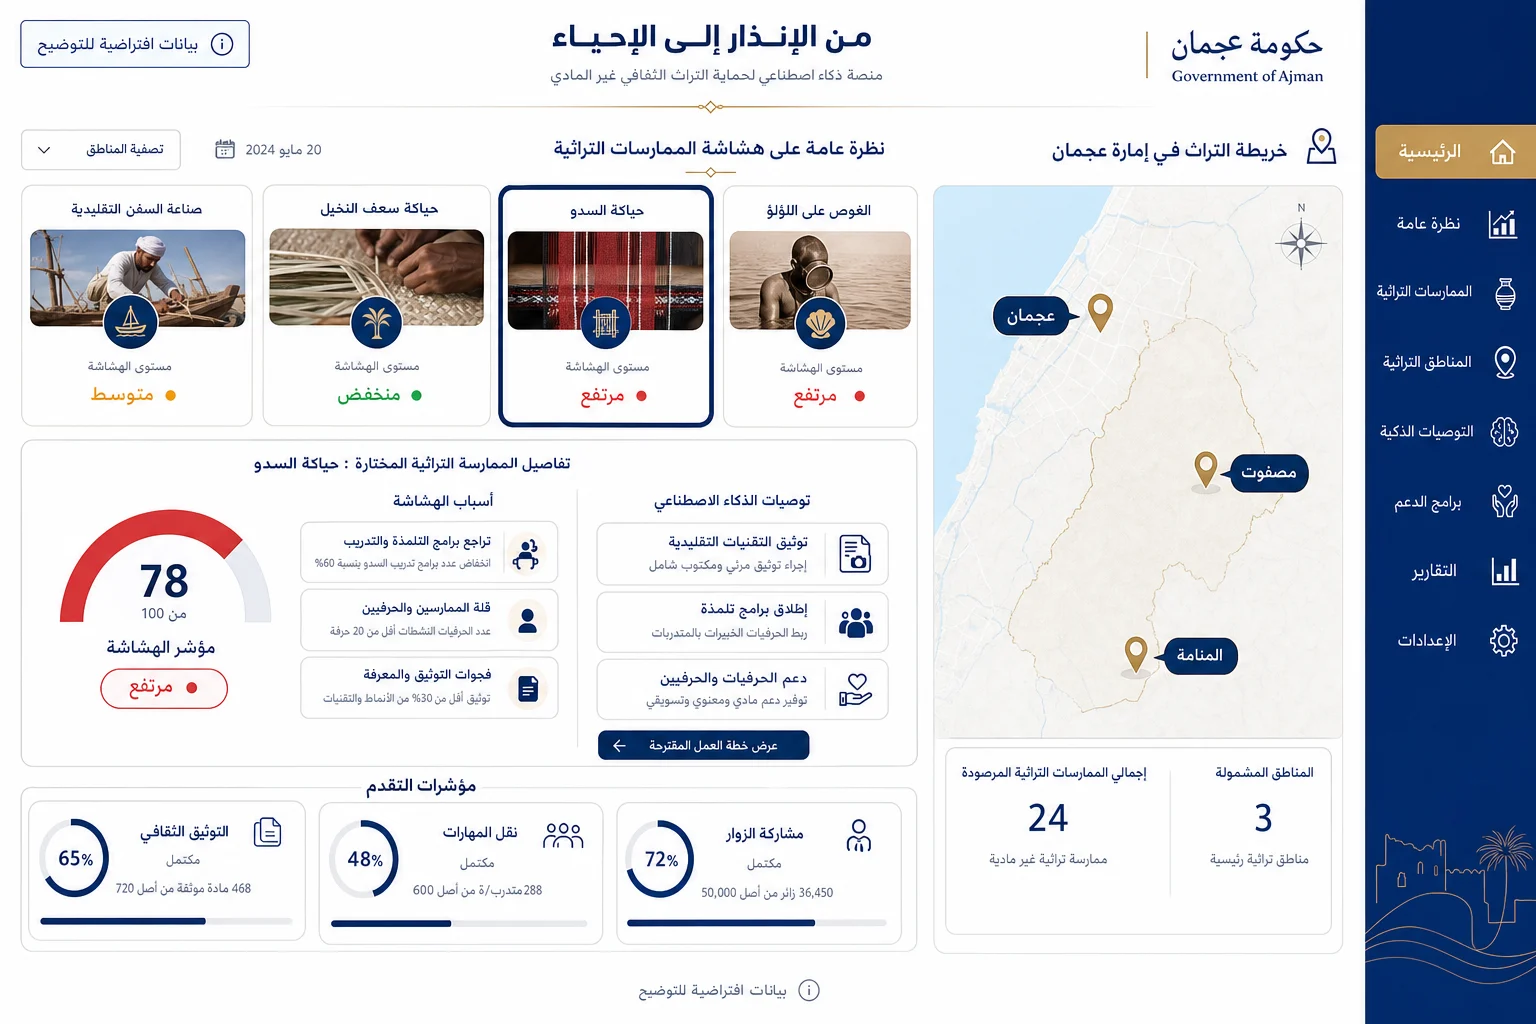 حكومة عجمان
Government of Ajman
من الإنذار إلى الإحياء
منصة ذكاء اصطناعي لحماية التراث الثقافي غير المادي
بيانات افتراضية للتوضيح
الرئيسية
نظرة عامة
الممارسات التراثية
المناطق التراثية
التوصيات الذكية
برامج الدعم
التقارير
الإعدادات
خريطة التراث في إمارة عجمان
N
عجمان
مصفوت
المنامة
المناطق المشمولة
3
مناطق تراثية رئيسية
إجمالي الممارسات التراثية المرصودة
24
ممارسة تراثية غير مادية
نظرة عامة على هشاشة الممارسات التراثية
20 مايو 2024
تصفية المناطق
الغوص على اللؤلؤ
مستوى الهشاشة
مرتفع
حياكة السدو
مستوى الهشاشة
مرتفع
حياكة سعف النخيل
مستوى الهشاشة
منخفض
صناعة السفن التقليدية
مستوى الهشاشة
متوسط
تفاصيل الممارسة التراثية المختارة : حياكة السدو
توصيات الذكاء الاصطناعي
توثيق التقنيات التقليدية
إجراء توثيق مرئي ومكتوب شامل
إطلاق برامج تلمذة
ربط الحرفيات الخبيرات بالمتدربات
دعم الحرفيات والحرفيين
توفير دعم مادي ومعنوي وتسويقي
عرض خطة العمل المقترحة
أسباب الهشاشة
تراجع برامج التلمذة والتدريب
انخفاض عدد برامج تدريب السدو بنسبة 60%
قلة الممارسين والحرفيين
عدد الحرفيات النشطات أقل من 20 حرفة
فجوات التوثيق والمعرفة
توثيق أقل من 30% من الأنماط والتقنيات
78
من 100
مؤشر الهشاشة
مرتفع
مؤشرات التقدم
مشاركة الزوار
مكتمل
72%
36,450 زائر من أصل 50,000
نقل المهارات
مكتمل
48%
288متدرب/ة من أصل 600
التوثيق الثقافي
مكتمل
65%
468 مادة موثقة من أصل 720
بيانات افتراضية للتوضيح